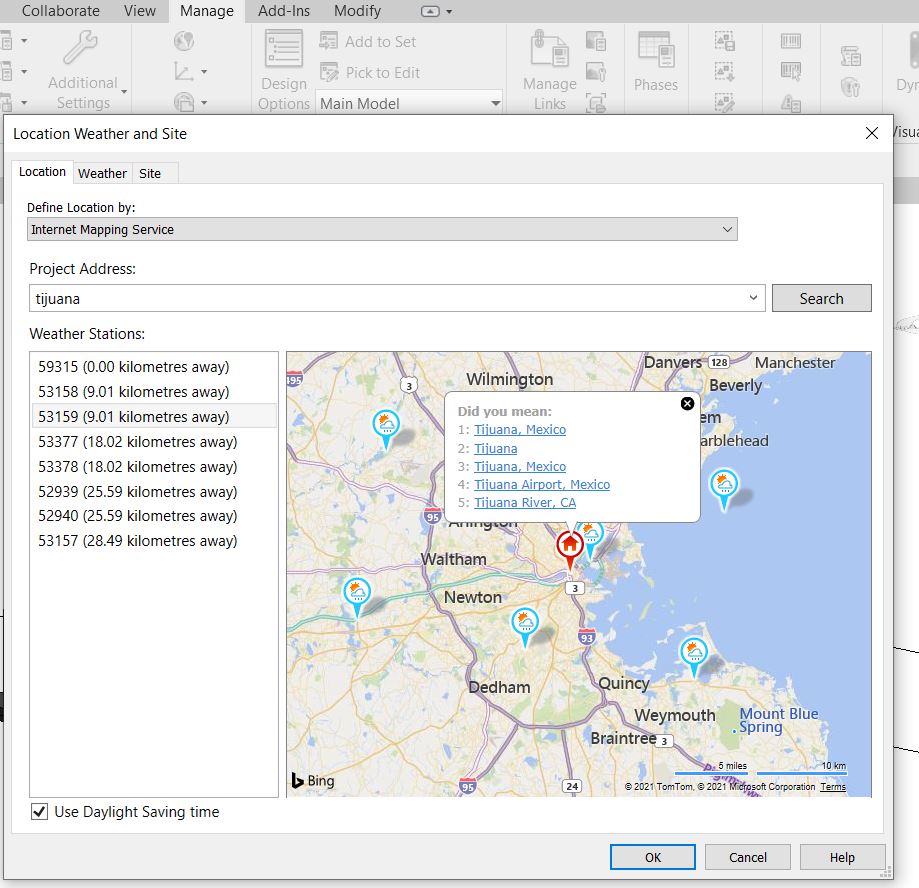 Collaborate View Manage Add-Ins Modify
Additional
Settings
Design
Options
Add to Set
Pick to Edit
Main Model
Manage
Links
Phases
Location Weather and Site
Location Weather Site
Define Location by:
Internet Mapping Service
Project Address:
tijuana
Search
Weather Stations:
59315 (0.00 kilometres away)
53158 (9.01 kilometres away)
53159 (9.01 kilometres away)
53377 (18.02 kilometres away)
53378 (18.02 kilometres away)
52939 (25.59 kilometres away)
52940 (25.59 kilometres away)
53157 (28.49 kilometres away)
Danvers 128 Manchester
495 3 Wilmington
Beverly
Did you mean:
1: Tijuana, Mexico
2: Tijuana
3: Tijuana, Mexico
4: Tijuana Airport, Mexico
5: Tijuana River, CA
95
Arlington
Waltham
3
Newton
93
Dedham
Quincy
Weymouth
Mount Blue
Spring
Braintree 3
5 miles 10 km
95
24
Bing
© 2021 TomTom, © 2021 Microsoft Corporation Terms
Use Daylight Saving time
OK Cancel Help